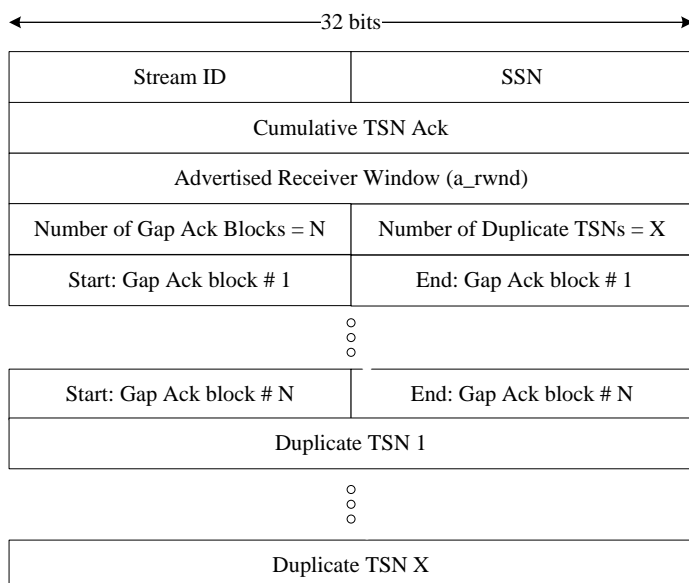 32 bits
Stream ID SSN
Cumulative TSN Ack
Advertised Receiver Window (a_rwnd)
Number of Gap Ack Blocks = N Number of Duplicate TSNs = X
Start: Gap Ack block # 1 End: Gap Ack block # 1
Start: Gap Ack block # N End: Gap Ack block # N
Duplicate TSN 1
Duplicate TSN X